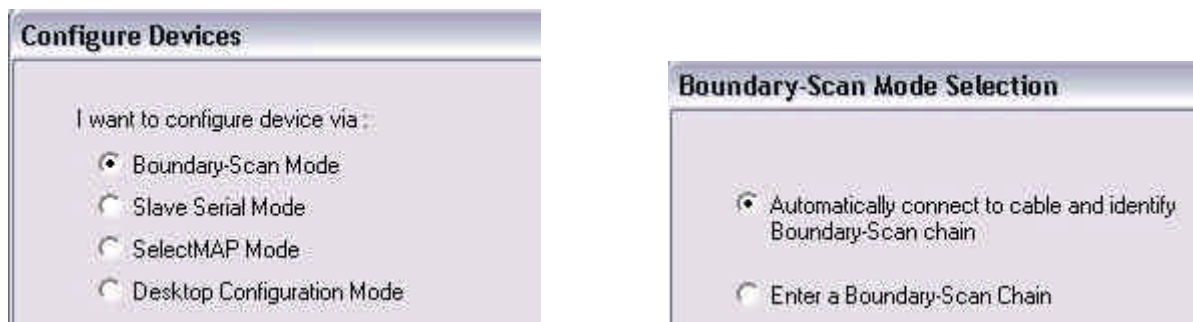 Configure Devices
I want to configure device via :
Boundary-Scan Mode
Slave Serial Mode
SelectMAP Mode
Desktop Configuration Mode
Boundary-Scan Mode Selection
Automatically connect to cable and identify
Boundary-Scan chain
Enter a Boundary-Scan Chain